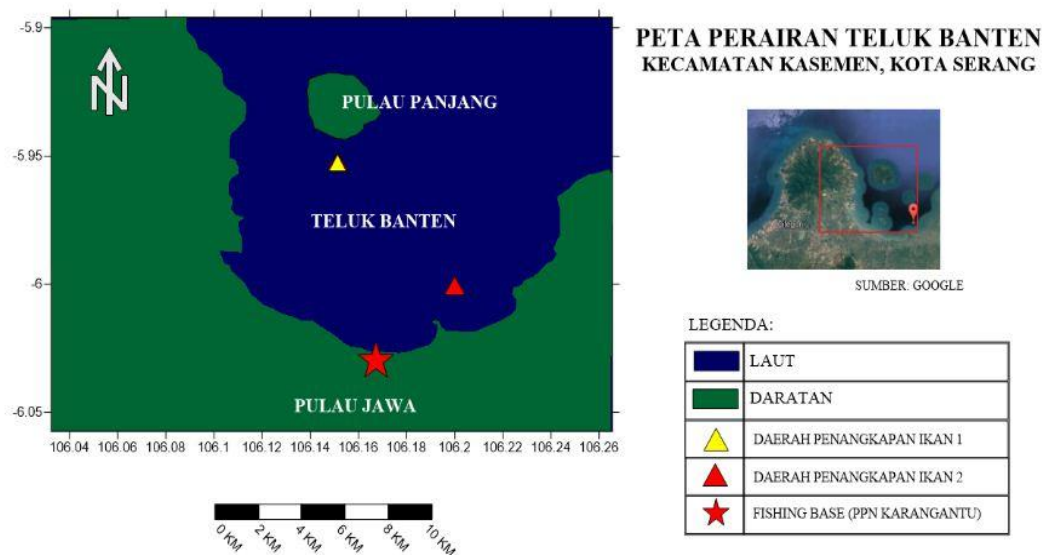 PETA PERAIRAN TELUK BANTEN
KECAMATAN KASEMEN, KOTA SERANG
-5.9
-5.95
-6
-6.05
N
PULAU PANJANG
TELUK BANTEN
PULAU JAWA
106.04 106.06 106.08 106.1 106.12 106.14 106.16 106.18 106.2 106.22 106.24 106.26
0 KM 2 KM 4 KM 6 KM 8 KM 10 KM
SUMBER: GOOGLE
LEGENDA:
LAUT
DARATAN
DAERAH PENANGKAPAN IKAN 1
DAERAH PENANGKAPAN IKAN 2
FISHING BASE (PPN KARANGANTU)